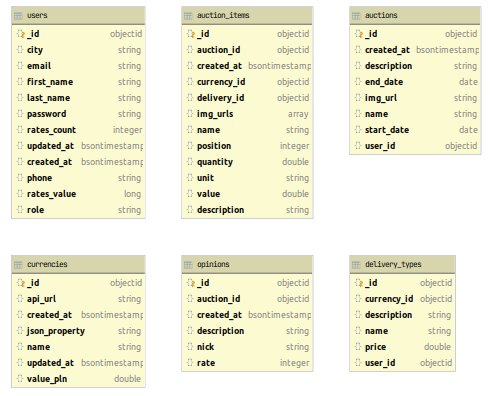 users
_id objectid
city string
email string
first_name string
last_name string
password string
rates_count integer
updated_at bsontimestamp
created_at bsontimestamp
phone string
rates_value long
role string
auction_items
_id objectid
auction_id objectid
created_at bsontimestamp
currency_id objectid
delivery_id objectid
img_urls array
name string
position integer
quantity double
unit string
value double
description string
auctions
_id objectid
created_at bsontimestamp
description string
end_date date
img_url string
name string
start_date date
user_id objectid
currencies
_id objectid
api_url string
created_at bsontimestamp
json_property string
name string
updated_at bsontimestamp
value_pln double
opinions
_id objectid
auction_id objectid
created_at bsontimestamp
description string
nick string
rate integer
delivery_types
_id objectid
currency_id objectid
description string
name string
price double
user_id objectid